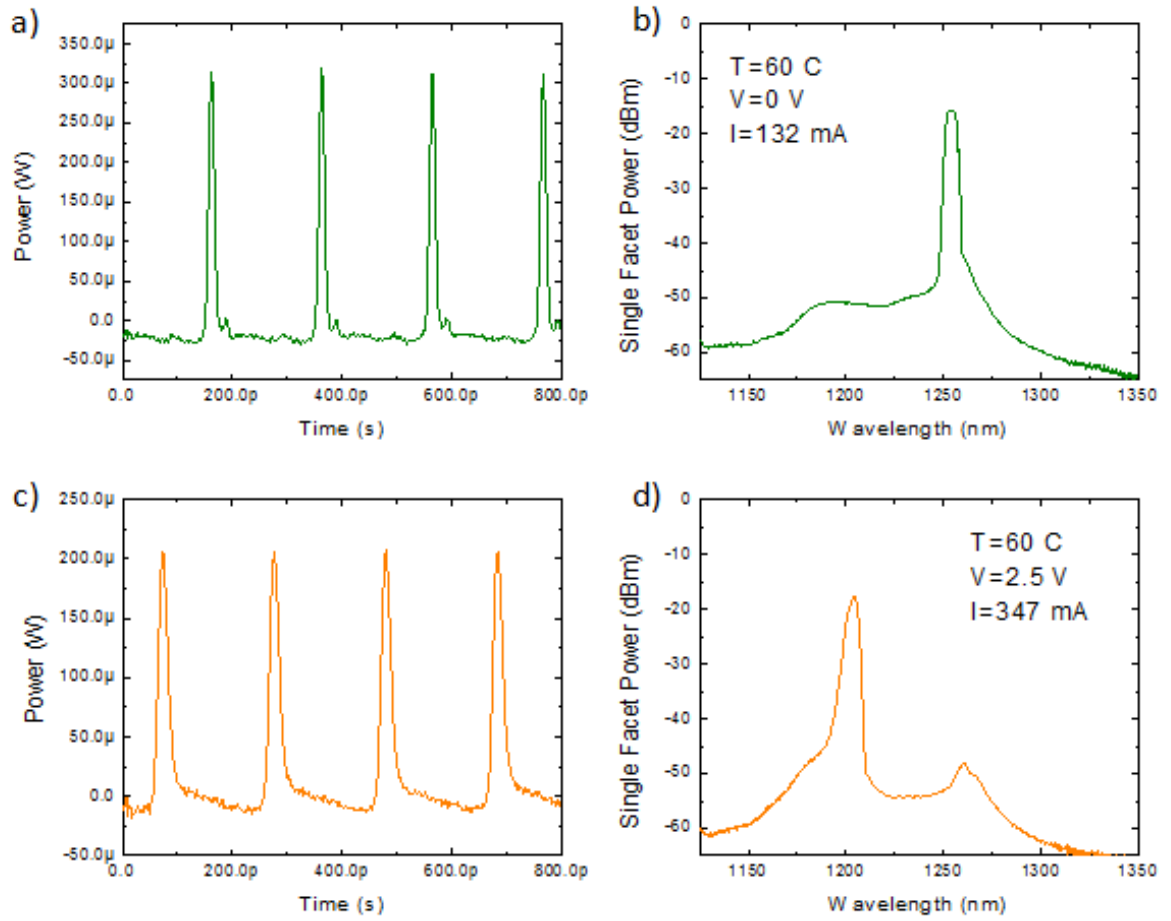 a)
350.0µ
300.0µ
250.0µ
200.0µ
150.0µ
100.0µ
50.0µ
0.0
-50.0µ
Power (W)
0.0 200.0p 400.0p 600.0p 800.0p
Time (s)
b)
0
-10
-20
-30
-40
-50
-60
Single Facet Power (dBm)
T=60 C
V=0 V
I=132 mA
1150 1200 1250 1300 1350
Wavelength (nm)
c)
250.0µ
200.0µ
150.0µ
100.0µ
50.0µ
0.0
-50.0µ
Power (W)
0.0 200.0p 400.0p 600.0p 800.0p
Time (s)
d)
0
-10
-20
-30
-40
-50
-60
Single Facet Power (dBm)
T=60 C
V=2.5 V
I=347 mA
1150 1200 1250 1300 1350
Wavelength (nm)